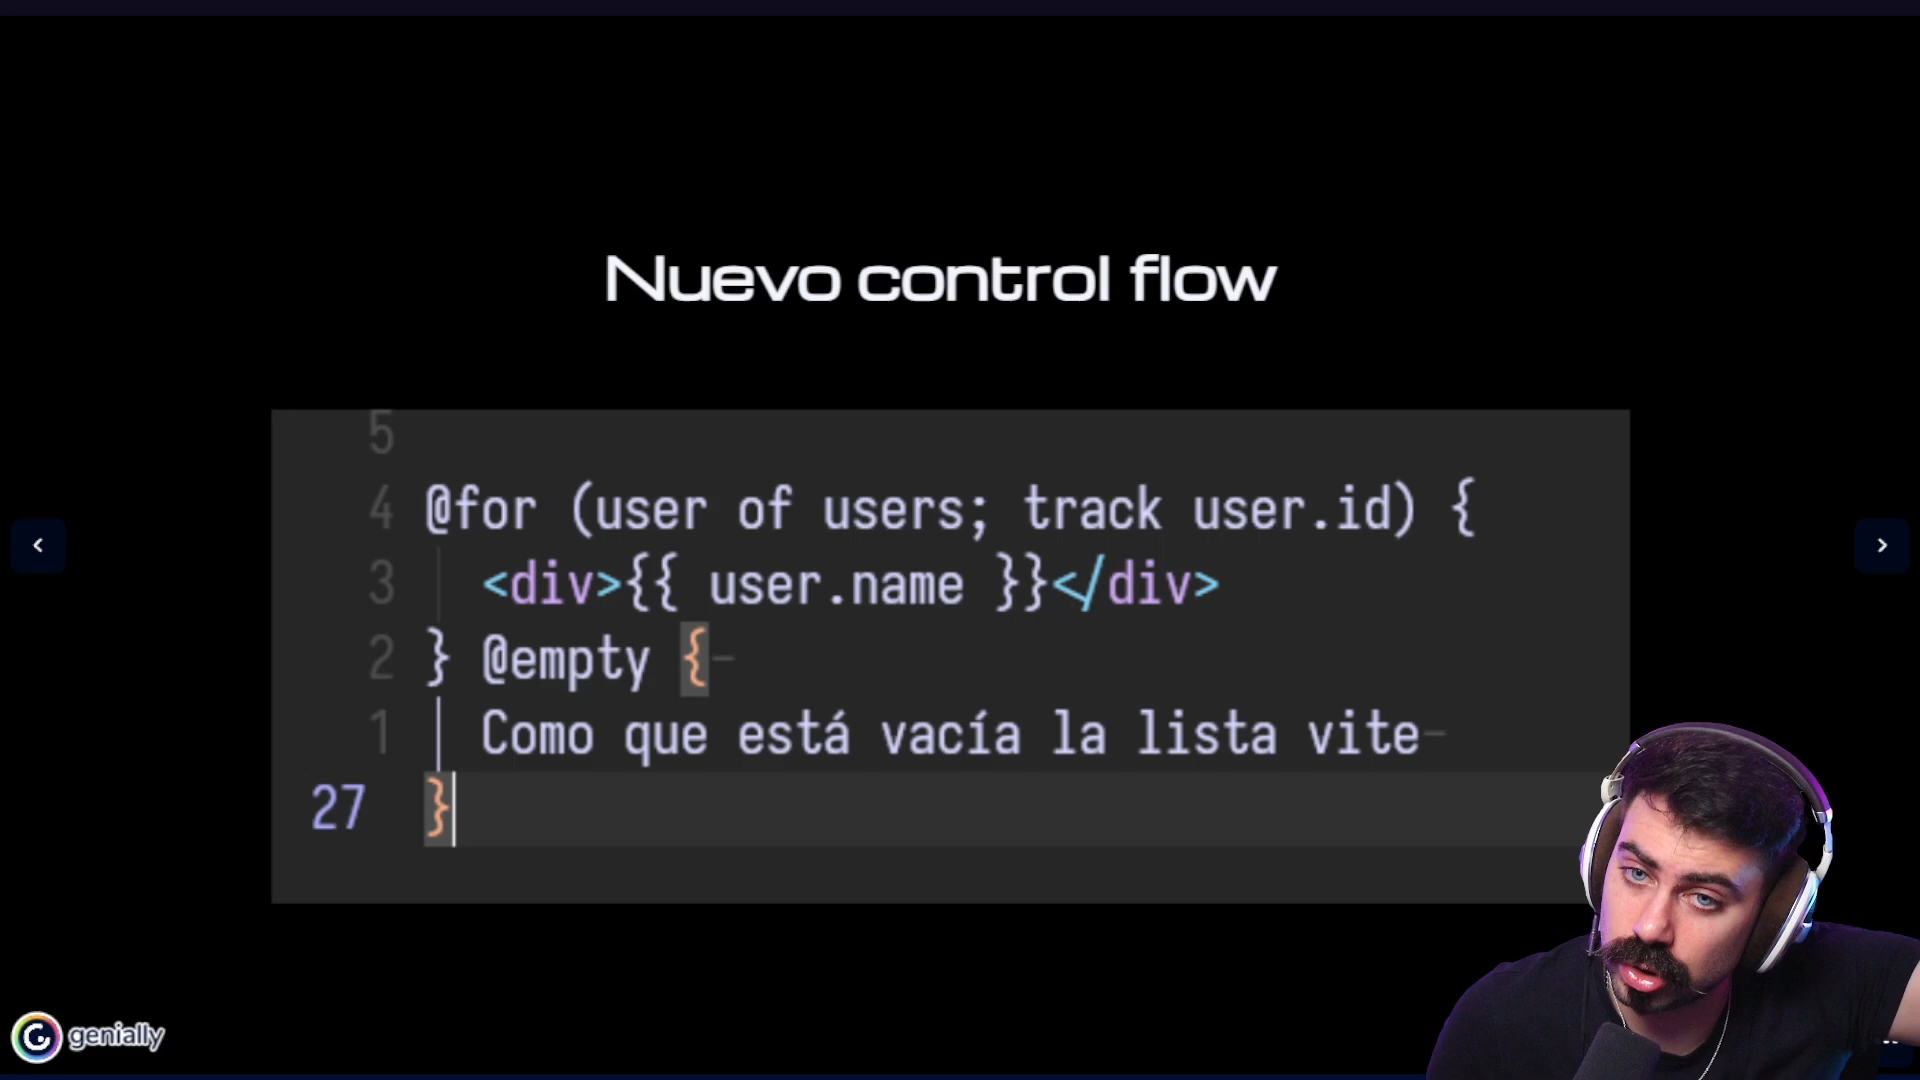 Nuevo control flow
5
4 @for (user of users; track user.id) {
3 <div>{{ user.name }}</div>
2 } @empty {
1 Como que está vacía la lista vite
27 }
genially